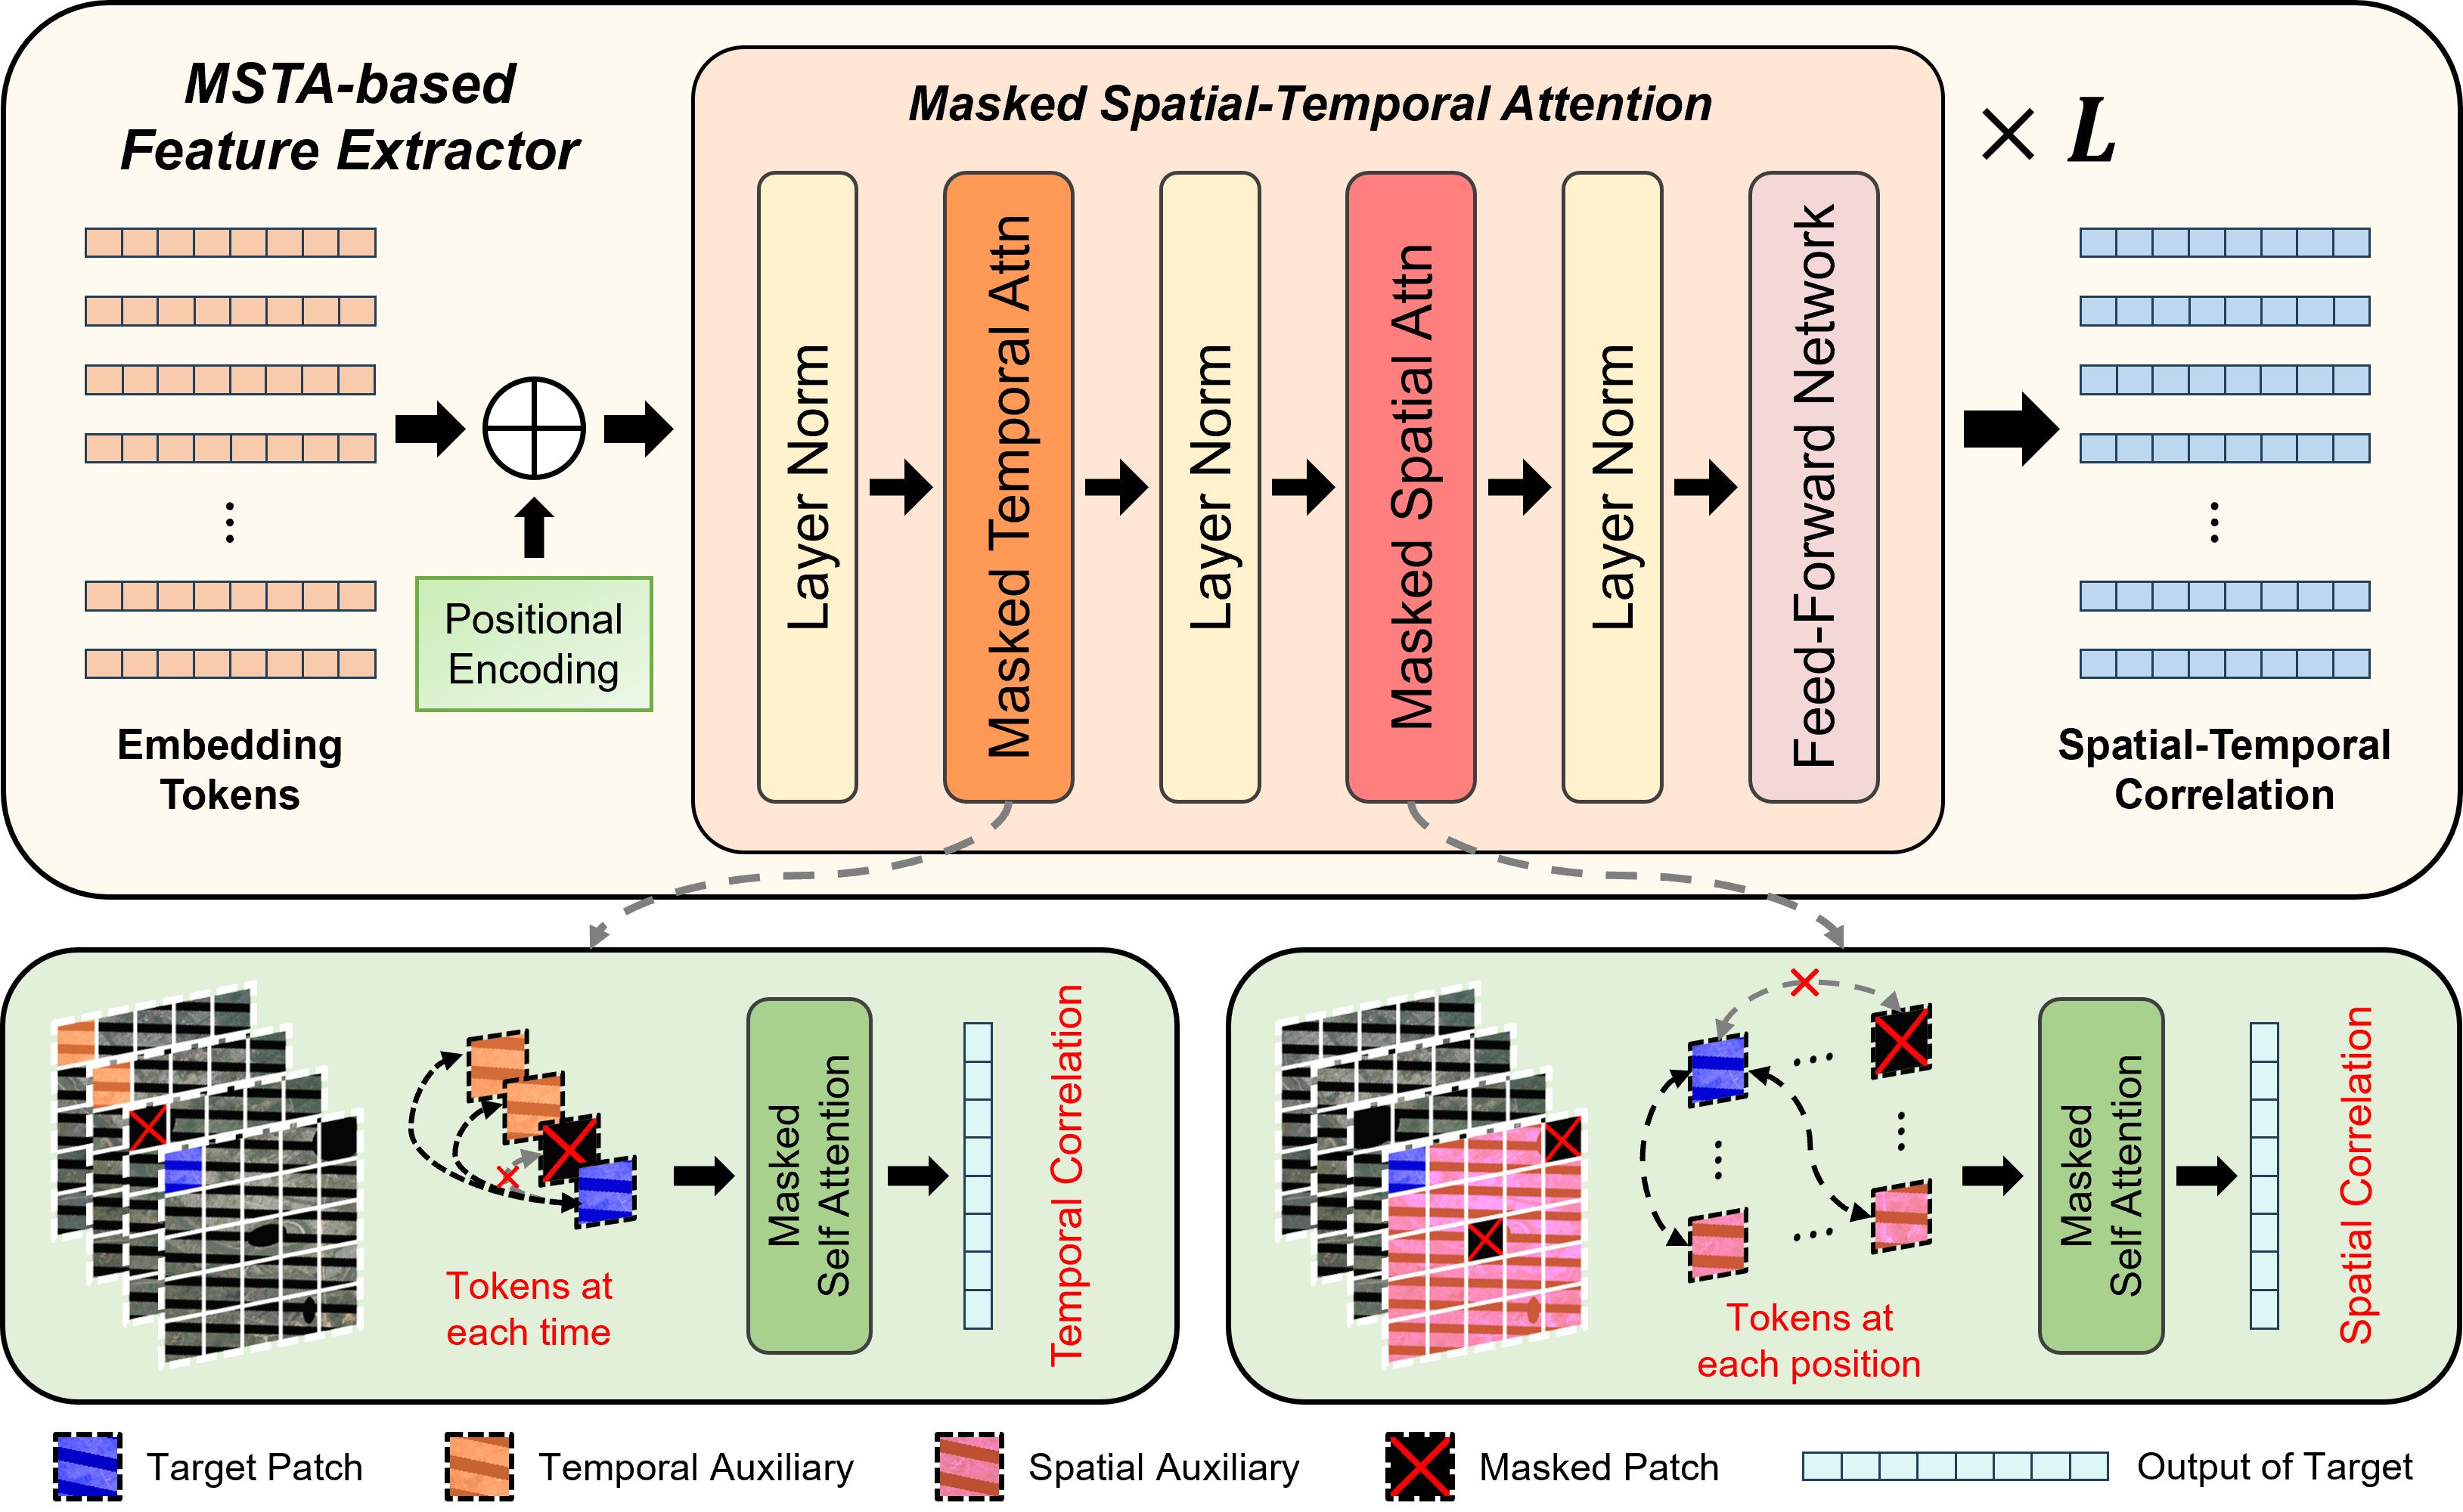 MSTA-based
Feature Extractor
Masked Spatial-Temporal Attention
× L
Layer Norm
Masked Temporal Attn
Layer Norm
Masked Spatial Attn
Layer Norm
Feed-Forward Network
Positional
Encoding
Embedding
Tokens
Spatial-Temporal
Correlation
Tokens at
each time
Masked
Self Attention
Temporal Correlation
Tokens at
each position
Masked
Self Attention
Spatial Correlation
Target Patch
Temporal Auxiliary
Spatial Auxiliary
Masked Patch
Output of Target